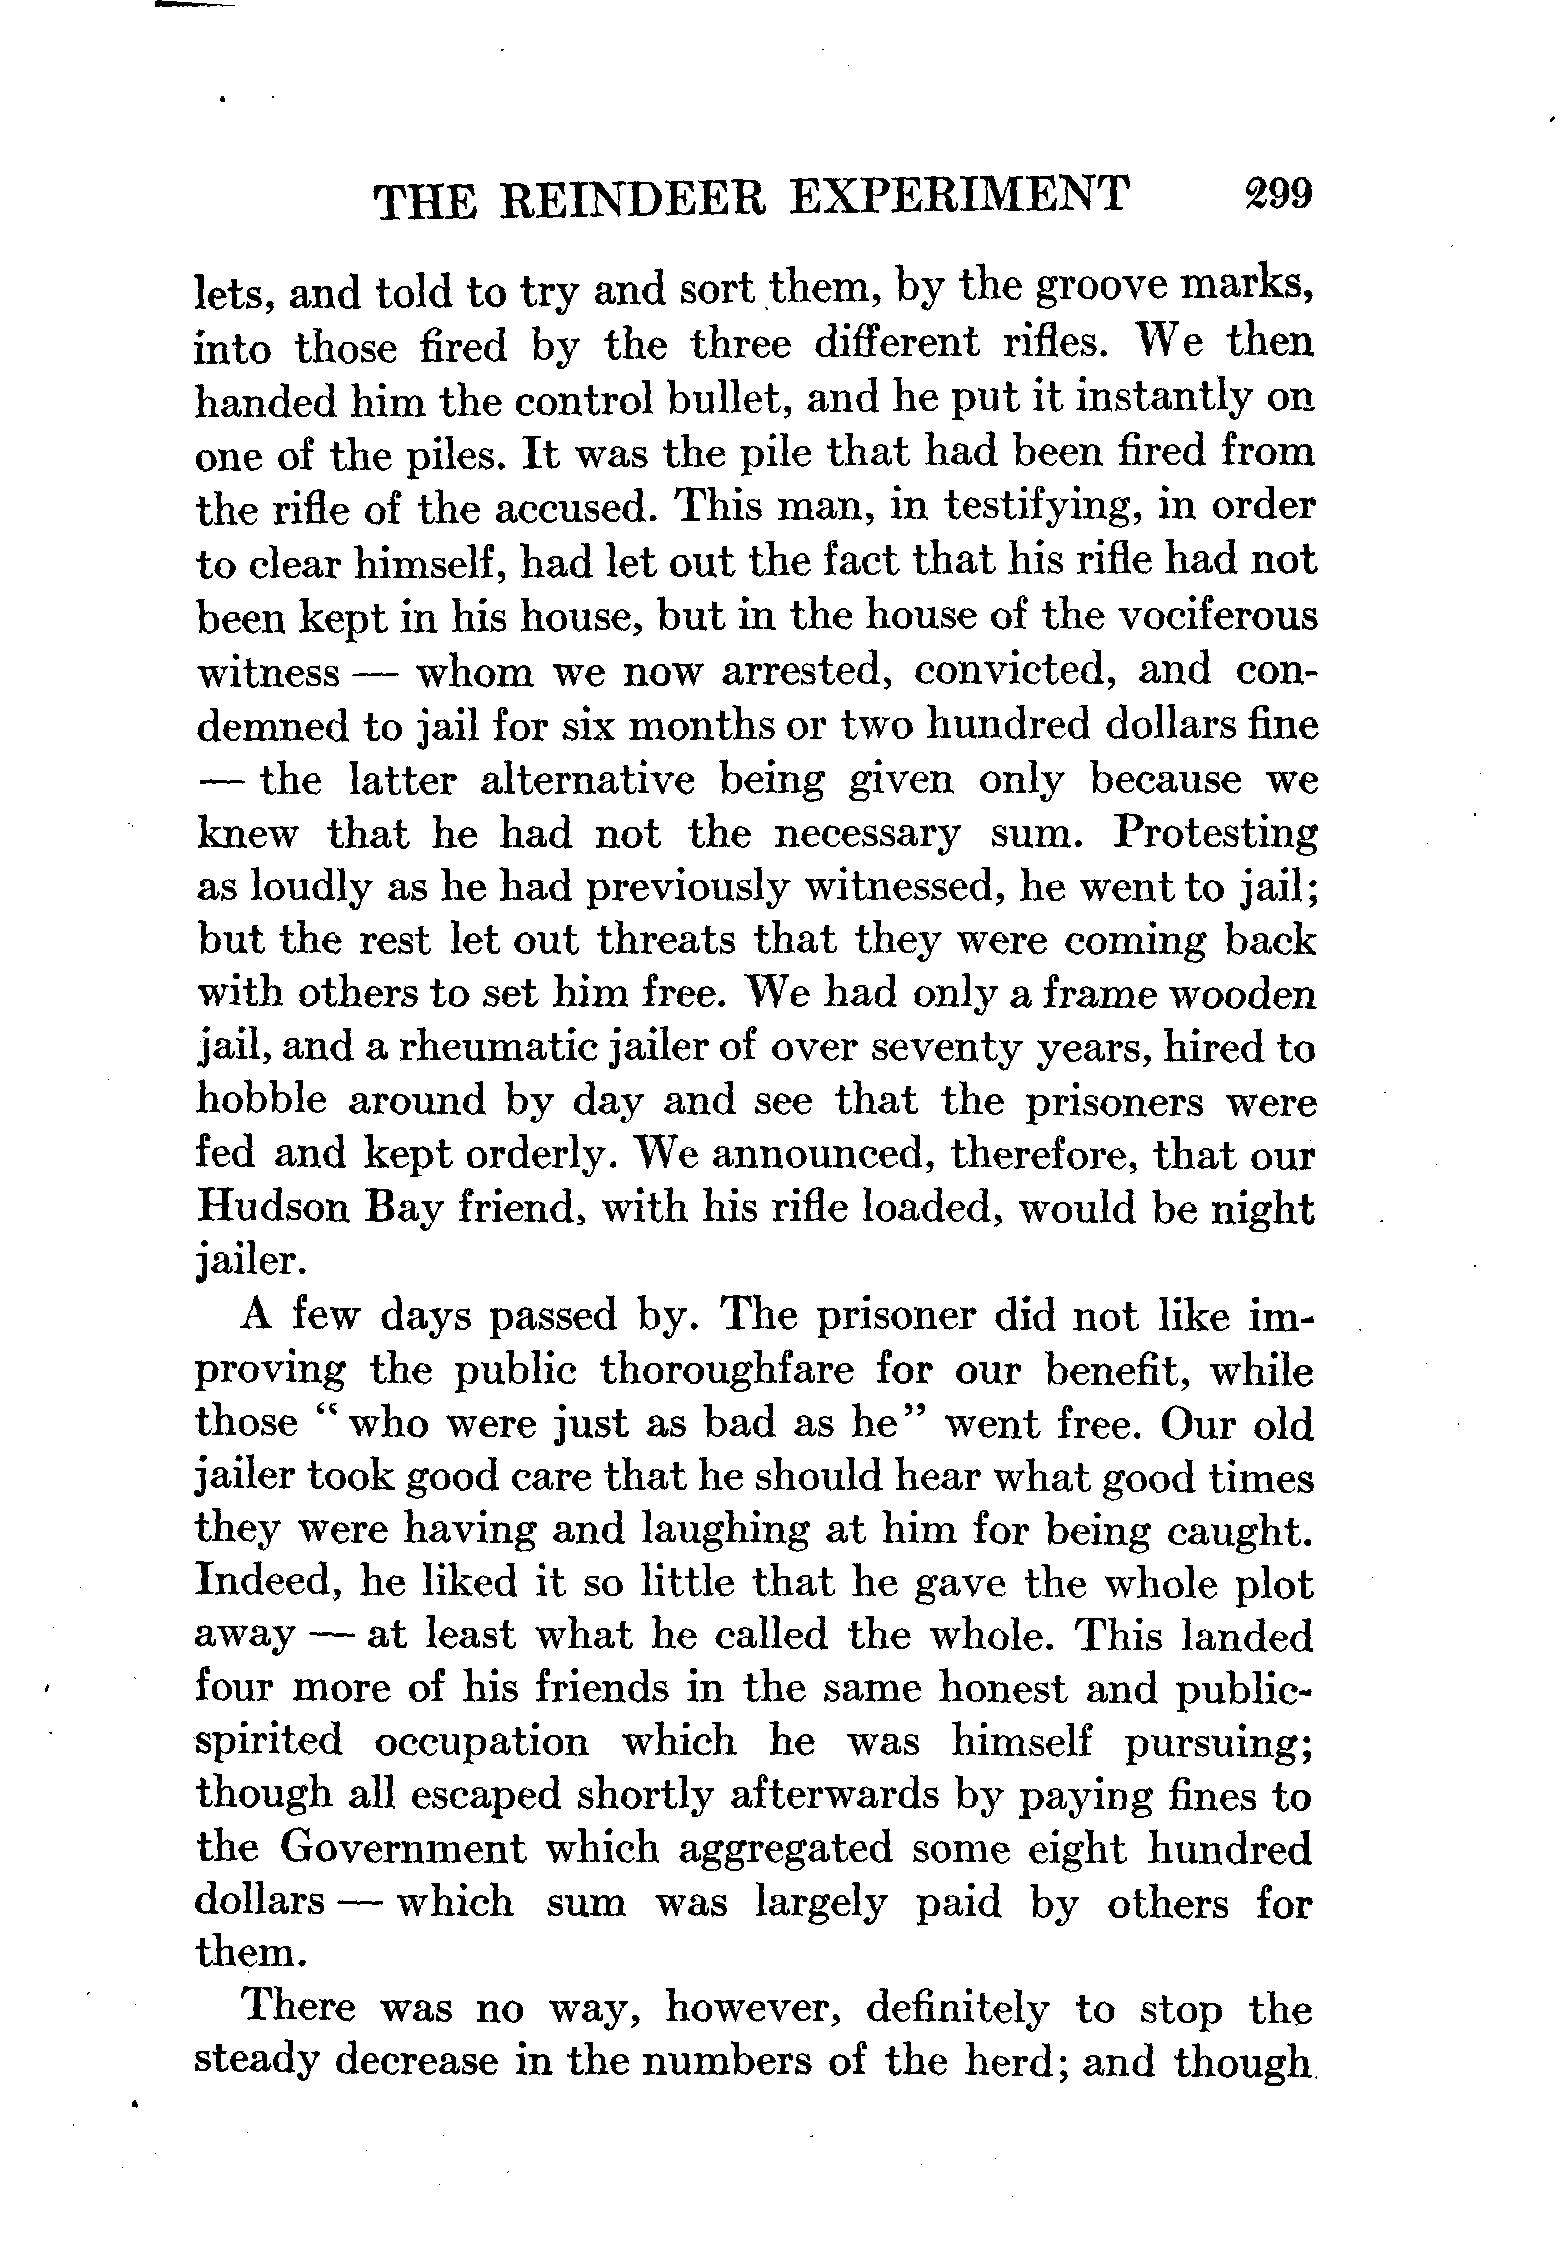 THE REINDEER EXPERIMENT 299
lets, and told to try and sort them, by the groove marks,
into those fired by the three different rifles. We then
handed him the control bullet, and he put it instantly on
one of the piles. It was the pile that had been fired from
the rifle of the accused. This man, in testifying, in order
to clear himself, had let out the fact that his rifle had not
been kept in his house, but in the house of the vociferous
witness — whom we now arrested, convicted, and con-
demned to jail for six months or two hundred dollars fine
— the latter alternative being given only because we
knew that he had not the necessary sum. Protesting
as loudly as he had previously witnessed, he went to jail;
but the rest let out threats that they were coming back
with others to set him free. We had only a frame wooden
jail, and a rheumatic jailer of over seventy years, hired to
hobble around by day and see that the prisoners were
fed and kept orderly. We announced, therefore, that our
Hudson Bay friend, with his rifle loaded, would be night
jailer.
A few days passed by. The prisoner did not like im-
proving the public thoroughfare for our benefit, while
those “who were just as bad as he” went free. Our old
jailer took good care that he should hear what good times
they were having and laughing at him for being caught.
Indeed, he liked it so little that he gave the whole plot
away — at least what he called the whole. This landed
four more of his friends in the same honest and public-
spirited occupation which he was himself pursuing;
though all escaped shortly afterwards by paying fines to
the Government which aggregated some eight hundred
dollars — which sum was largely paid by others for
them.
There was no way, however, definitely to stop the
steady decrease in the numbers of the herd; and though